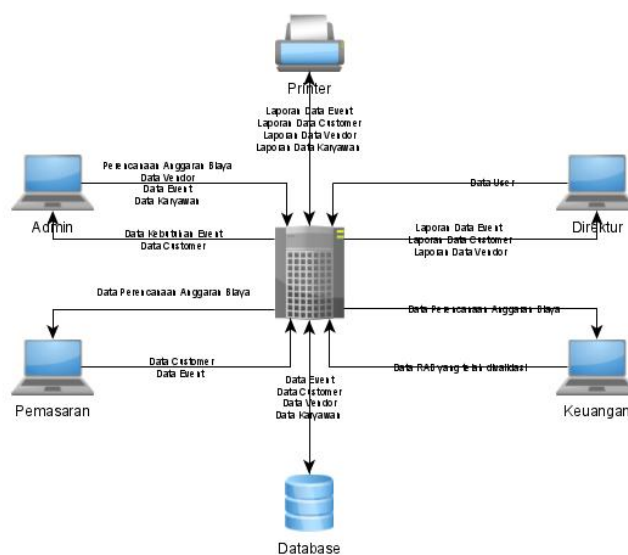 Printer
Laporan Data Event
Laporan Data Customer
Laporan Data Vendor
Laporan Data Karyawan
Perencanaan Anggaran Biaya
Data Vendor
Data Event
Data Karyawan
Admin
Data Kebutuhan Event
Data Customer
Data User
Direktur
Laporan Data Event
Laporan Data Customer
Laporan Data Vendor
Data Perencanaan Anggaran Biaya
Data Perencanaan Anggaran Biaya
Data Customer
Data Event
Pemasaran
Data RAB yang telah divalidasi
Keuangan
Data Event
Data Customer
Data Vendor
Data Karyawan
Database